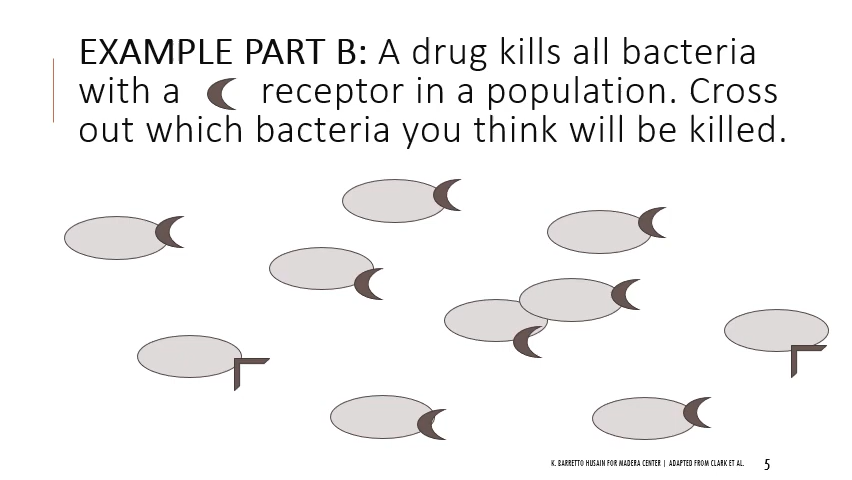 EXAMPLE PART B: A drug kills all bacteria
with a receptor in a population. Cross
out which bacteria you think will be killed.
K. BARRETTO HUSAIN FOR MADERA CENTER | ADAPTED FROM CLARK ET AL.
5